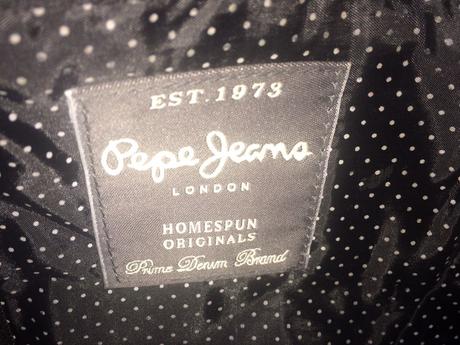 EST. 1973
Pepe Jeans
LONDON
HOMESPUN
ORIGINALS
Prime Denim Brand